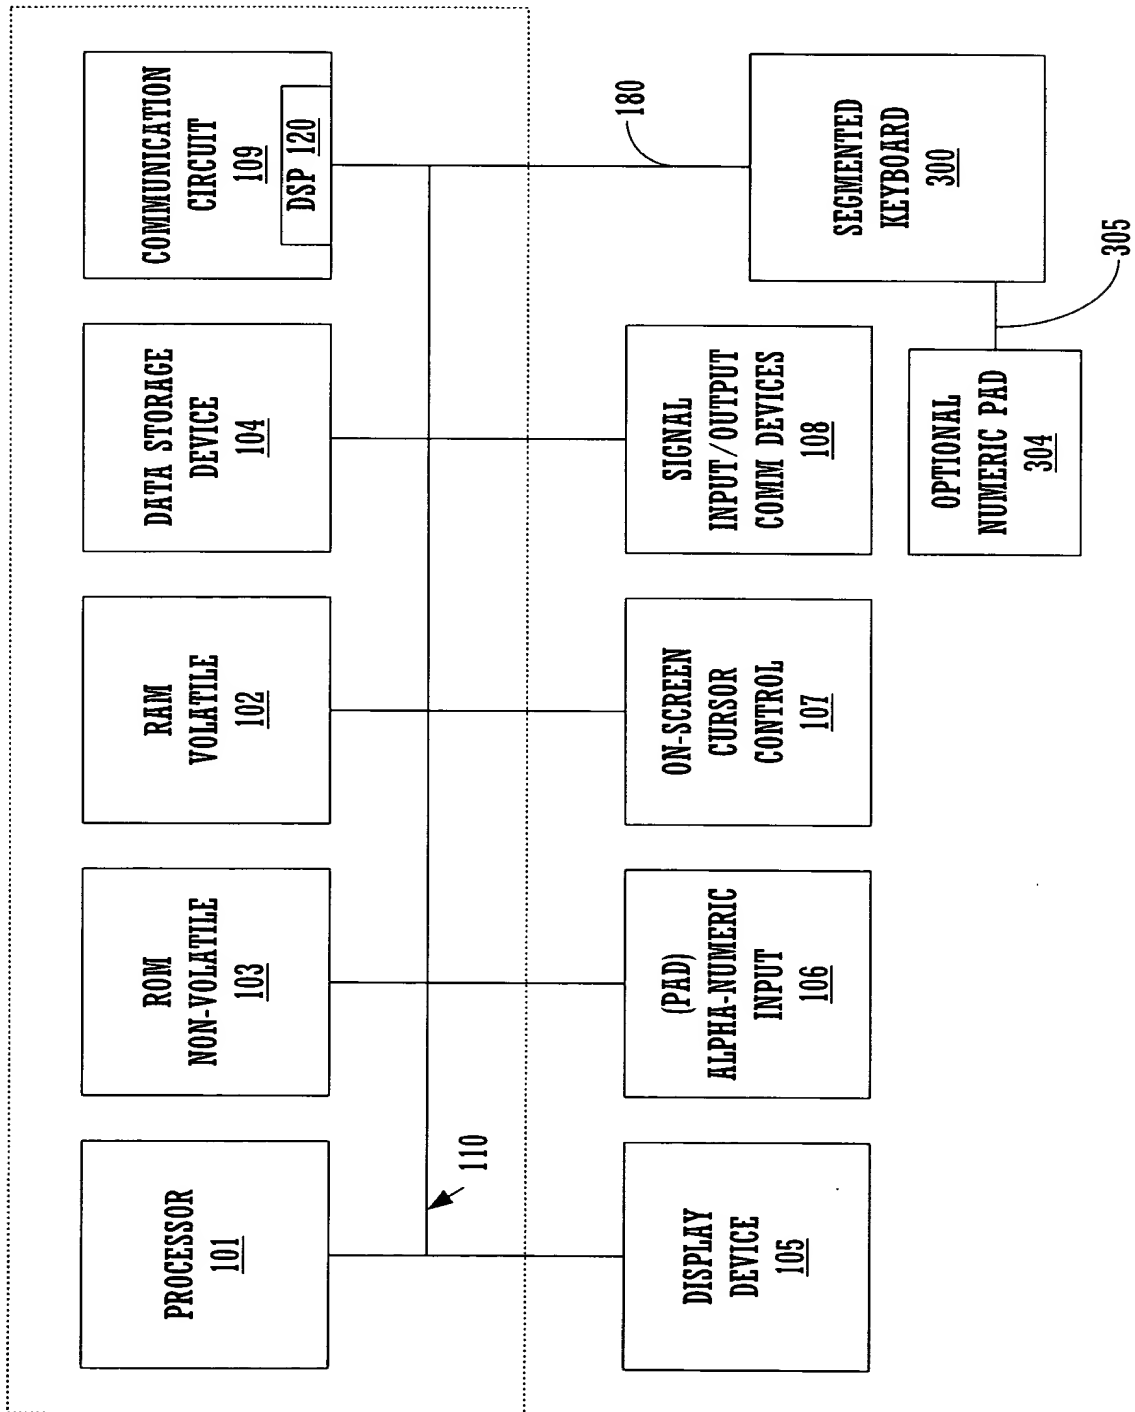 PROCESSOR
101
ROM
NON-VOLATILE
103
RAM
VOLATILE
102
DATA STORAGE
DEVICE
104
COMMUNICATION
CIRCUIT
109
DSP 120
110
180
DISPLAY
DEVICE
105
(PAD)
ALPHA-NUMERIC
INPUT
106
ON-SCREEN
CURSOR
CONTROL
107
SIGNAL
INPUT/OUTPUT
COMM DEVICES
108
SEGMENTED
KEYBOARD
300
OPTIONAL
NUMERIC PAD
304
305